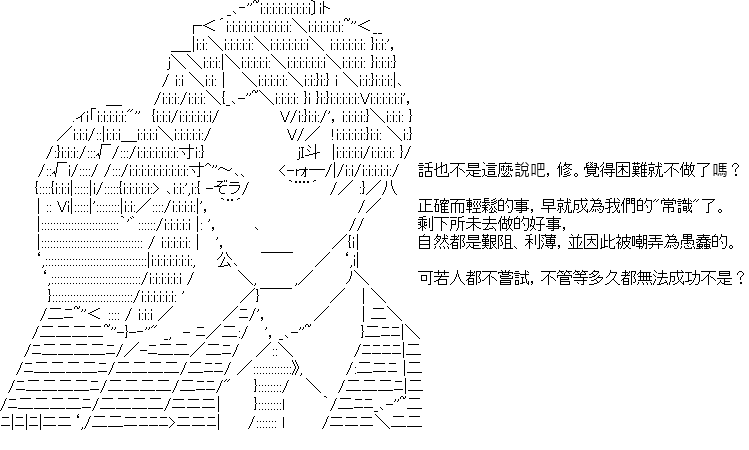 話也不是這麼說吧，修。覺得困難就不做了嗎？
正確而輕鬆的事，早就成為我們的"常識"了。
剩下所未去做的好事，
自然都是艱阻、利薄，並因此被嘲弄為愚蠢的。
可若人都不嘗試，不管等多久都無法成功不是？